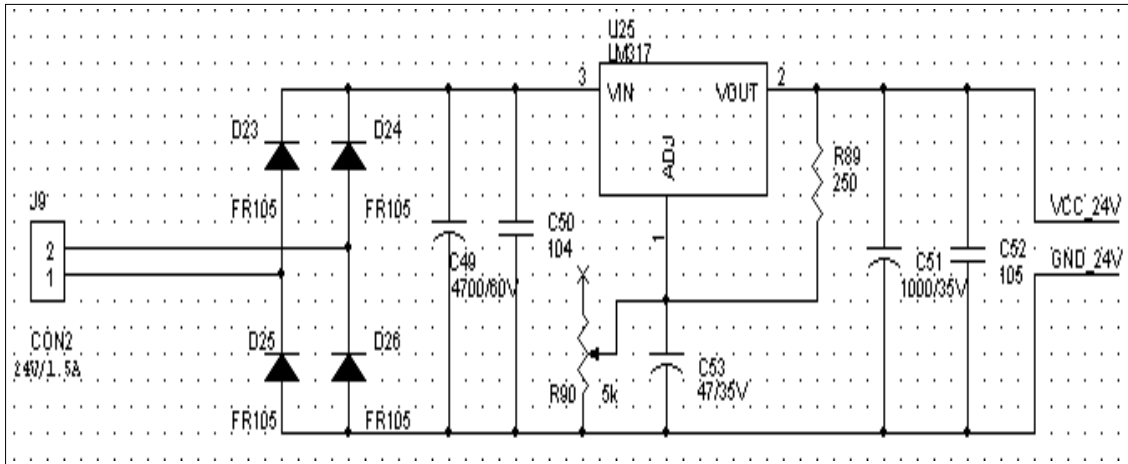 U25
LM317
3
VIN
VOUT
2
ADJ
1
D23
D24
FR105
FR105
J9
2
1
CON2
24V/1.5A
D25
D26
FR105
FR105
C49
4700/60V
C50
104
R90
5k
C53
47/35V
R89
250
C51
1000/35V
C52
105
VCC_24V
GND_24V